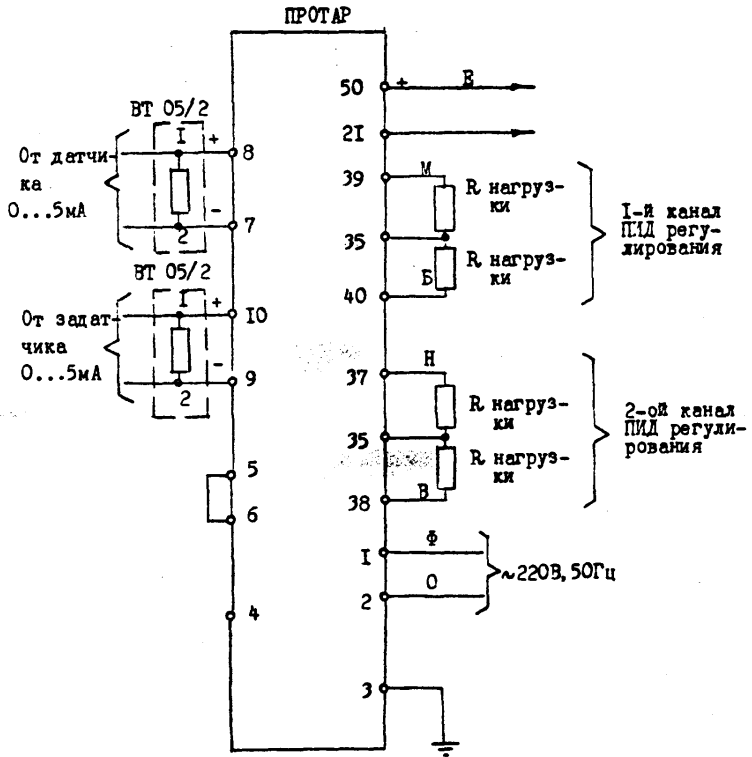 ПРОТАР
50
+
Е
ВТ 05/2
I
+
8
2I
От датчи-
ка
0...5мА
39
М
R нагруз-
ки
I-й канал
ПИД регу-
лирования
-
7
2
35
R нагруз-
ки
Б
40
ВТ 05/2
I
+
IO
От задат-
чика
0...5мА
-
9
2
37
Н
R нагруз-
ки
2-ой канал
ПИД регули-
рования
35
R нагруз-
ки
В
38
5
6
I
Ф
~220В, 50Гц
2
0
4
3